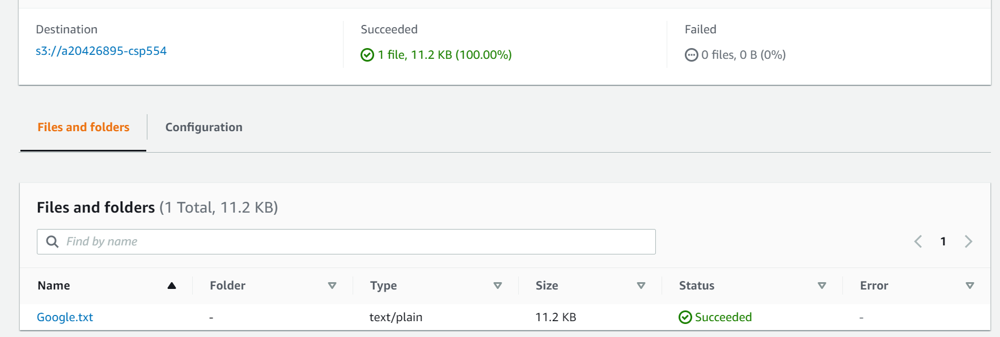 Destination
s3://a20426895-csp554
Succeeded
1 file, 11.2 KB (100.00%)
Failed
0 files, 0 B (0%)
Files and folders
Configuration
Files and folders (1 Total, 11.2 KB)
Find by name
1
Name Folder Type Size Status Error
Google.txt - text/plain 11.2 KB Succeeded -